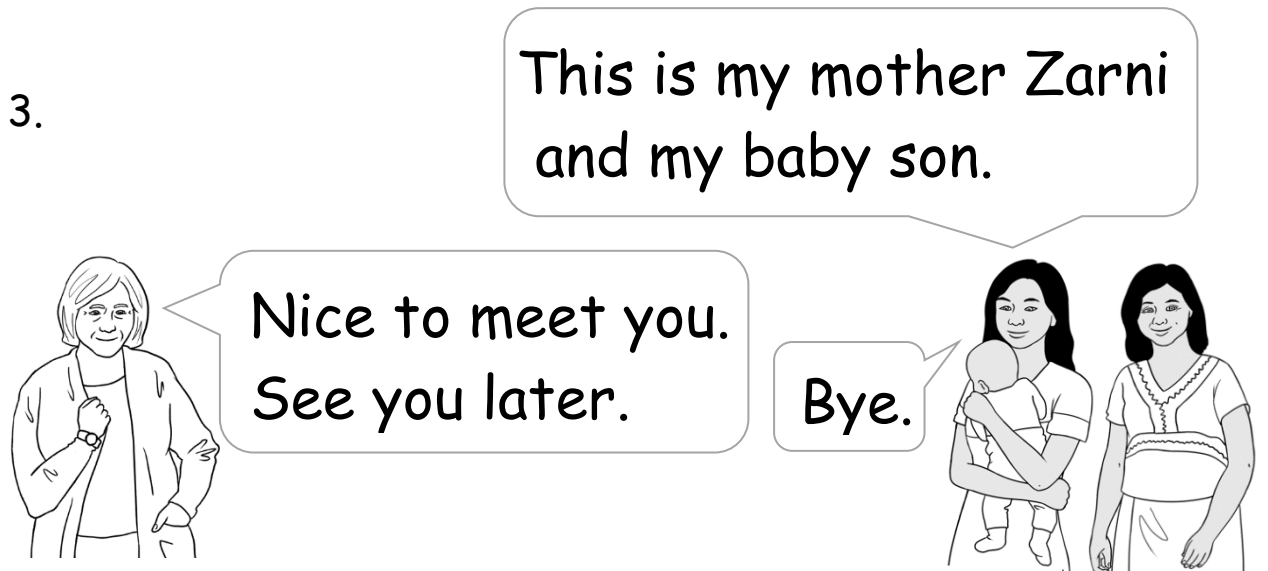 3.
This is my mother Zarni
and my baby son.
Nice to meet you.
See you later.
Bye.